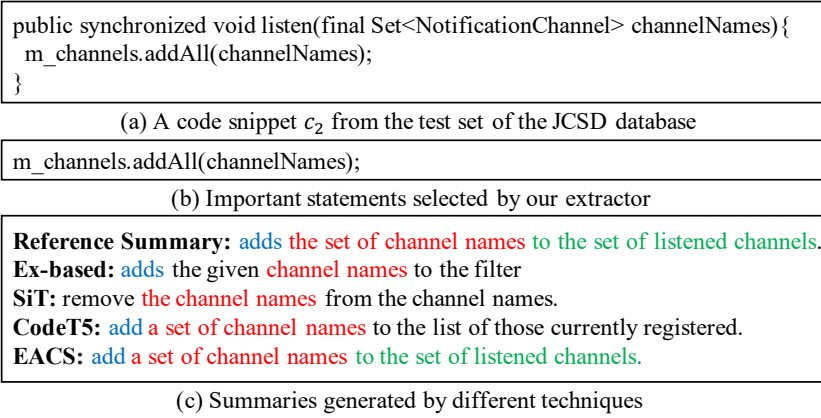 public synchronized void listen(final Set<NotificationChannel> channelNames){
m_channels.addAll(channelNames);
}
(a) A code snippet c₂ from the test set of the JCSD database
m_channels.addAll(channelNames);
(b) Important statements selected by our extractor
Reference Summary: adds the set of channel names to the set of listened channels.
Ex-based: adds the given channel names to the filter
SiT: remove the channel names from the channel names.
CodeT5: add a set of channel names to the list of those currently registered.
EACS: add a set of channel names to the set of listened channels.
(c) Summaries generated by different techniques